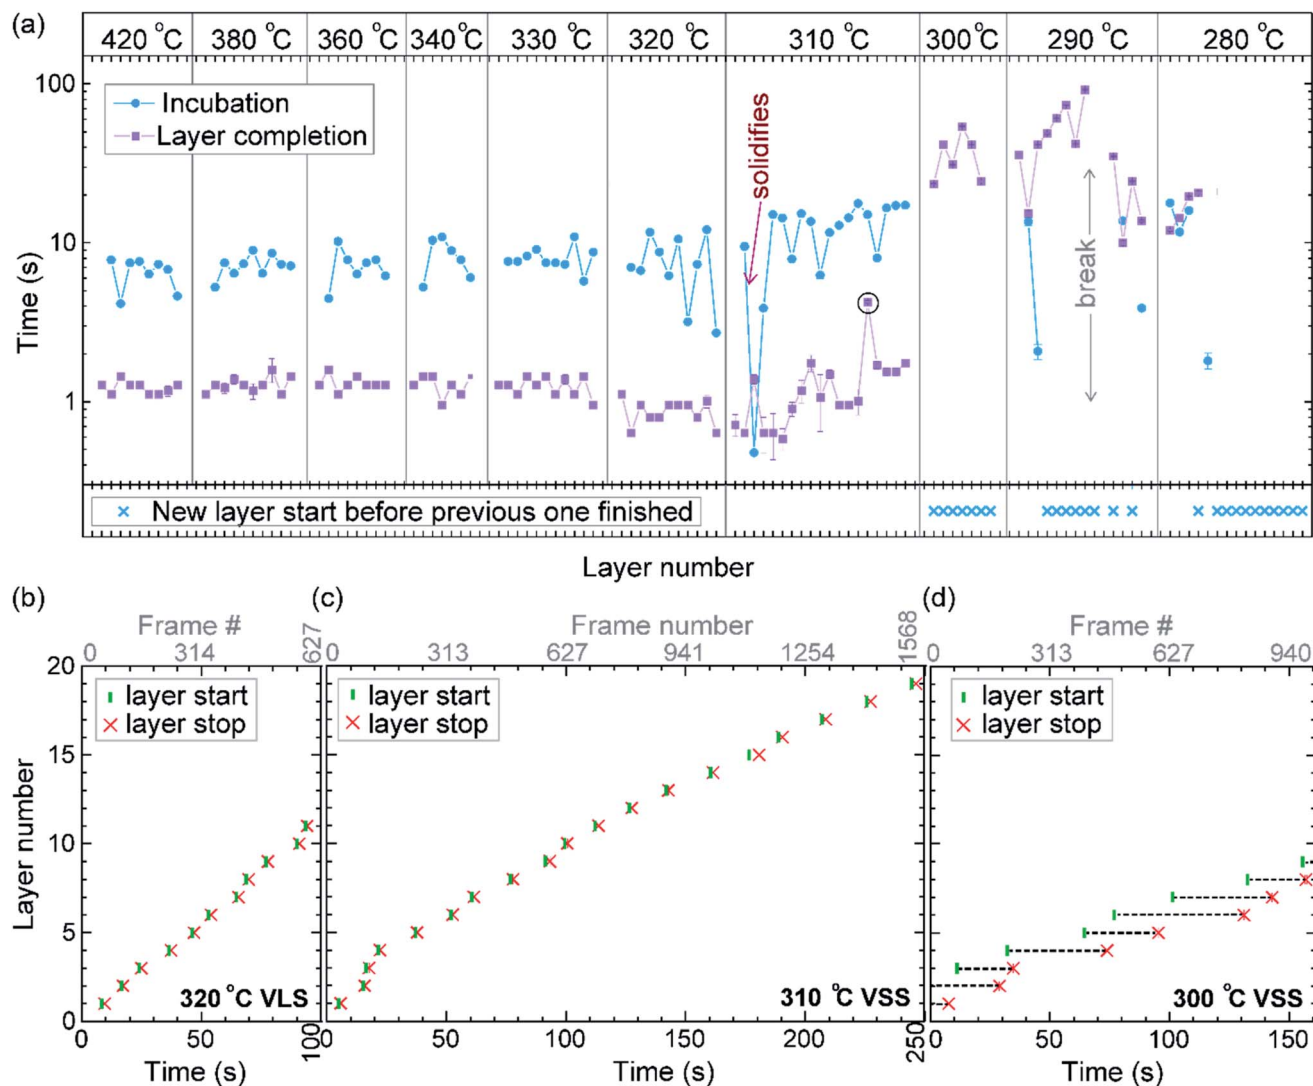 (a)
420 °C 380 °C 360 °C 340 °C 330 °C 320 °C 310 °C 300 °C 290 °C 280 °C
100
10
1
Time (s)
Incubation
Layer completion
solidifies
break
New layer start before previous one finished
Layer number
(b) (c) (d)
Frame # Frame number Frame #
0 314 627 0 313 627 941 1254 1568 0 313 627 940
20
15
10
5
0
Layer number
layer start
layer stop
320 °C VLS
layer start
layer stop
310 °C VSS
layer start
layer stop
300 °C VSS
0 50 100 0 50 100 150 200 250 0 50 100 150
Time (s) Time (s) Time (s)